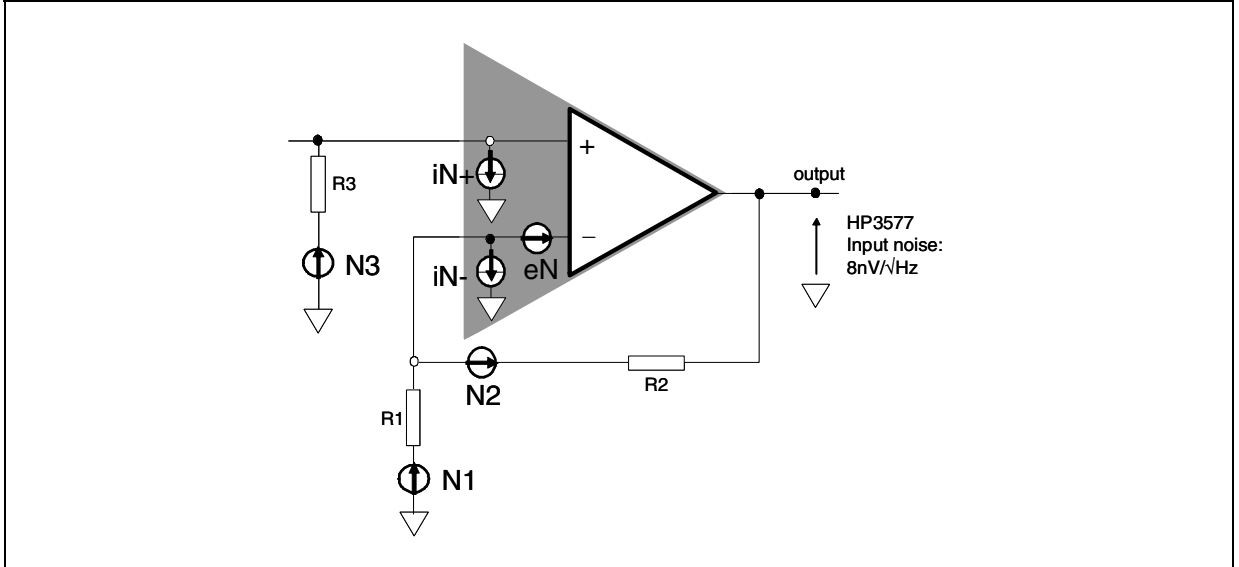 output
+
iN+
R3
HP3577
Input noise:
8nV/√Hz
−
N3
iN-
eN
N2
R2
R1
N1